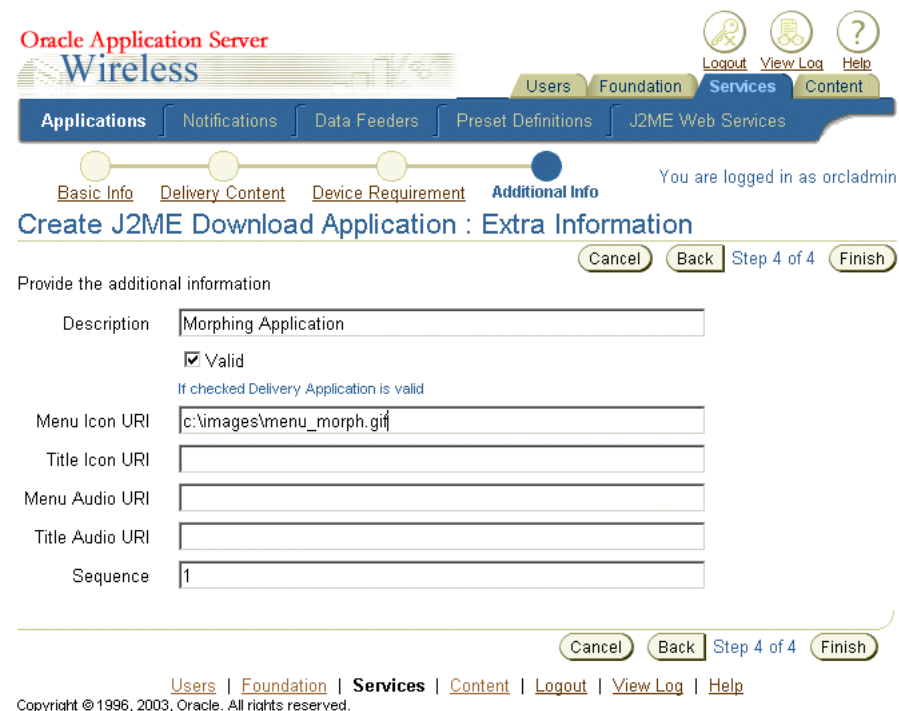 Oracle Application Server
Wireless
Logout View Log Help
Users Foundation Services Content
Applications Notifications Data Feeders Preset Definitions J2ME Web Services
Basic Info Delivery Content Device Requirement Additional Info
You are logged in as orcladmin
Create J2ME Download Application : Extra Information
Cancel Back Step 4 of 4 Finish
Provide the additional information
Description Morphing Application
Valid
If checked Delivery Application is valid
Menu Icon URI c:\images\menu_morph.gif
Title Icon URI
Menu Audio URI
Title Audio URI
Sequence 1
Cancel Back Step 4 of 4 Finish
Users | Foundation | Services | Content | Logout | View Log | Help
Copyright © 1996, 2003, Oracle. All rights reserved.